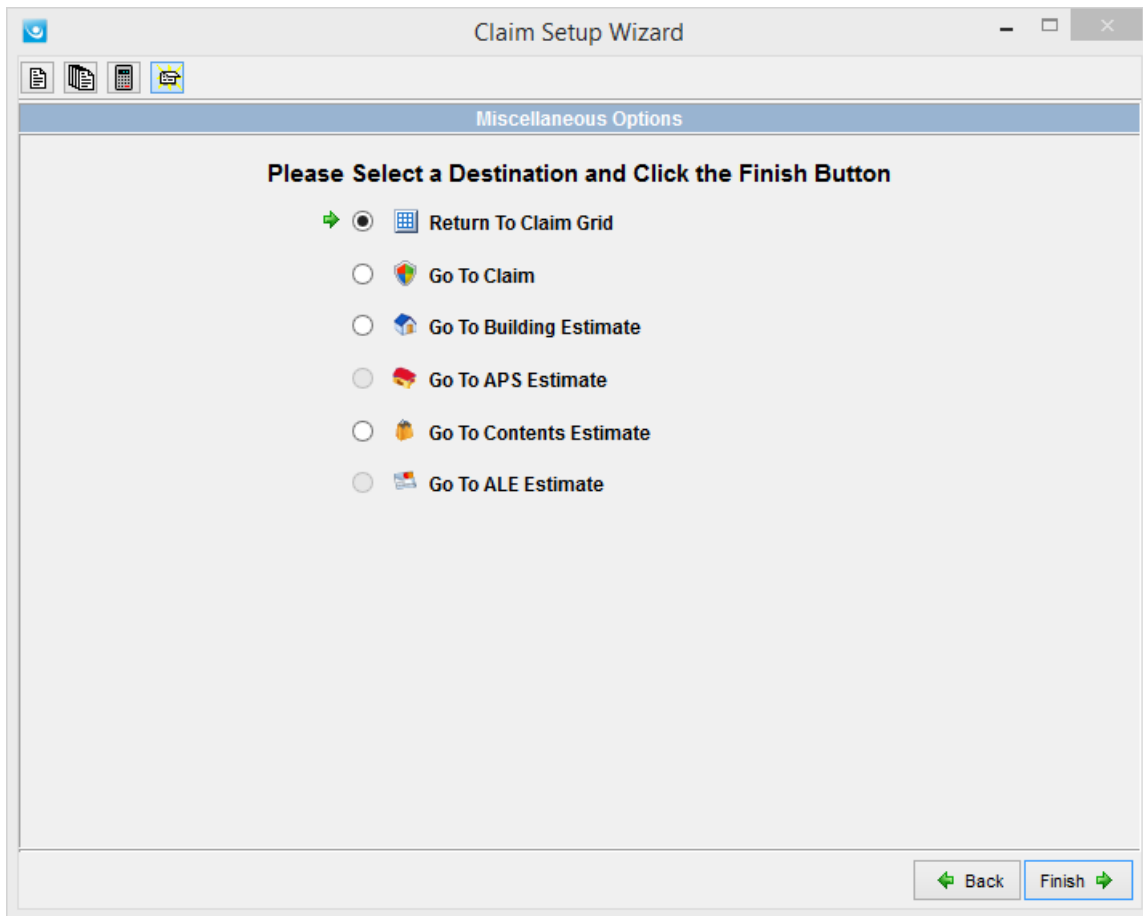 Claim Setup Wizard
Miscellaneous Options
Please Select a Destination and Click the Finish Button
Return To Claim Grid
Go To Claim
Go To Building Estimate
Go To APS Estimate
Go To Contents Estimate
Go To ALE Estimate
Back Finish